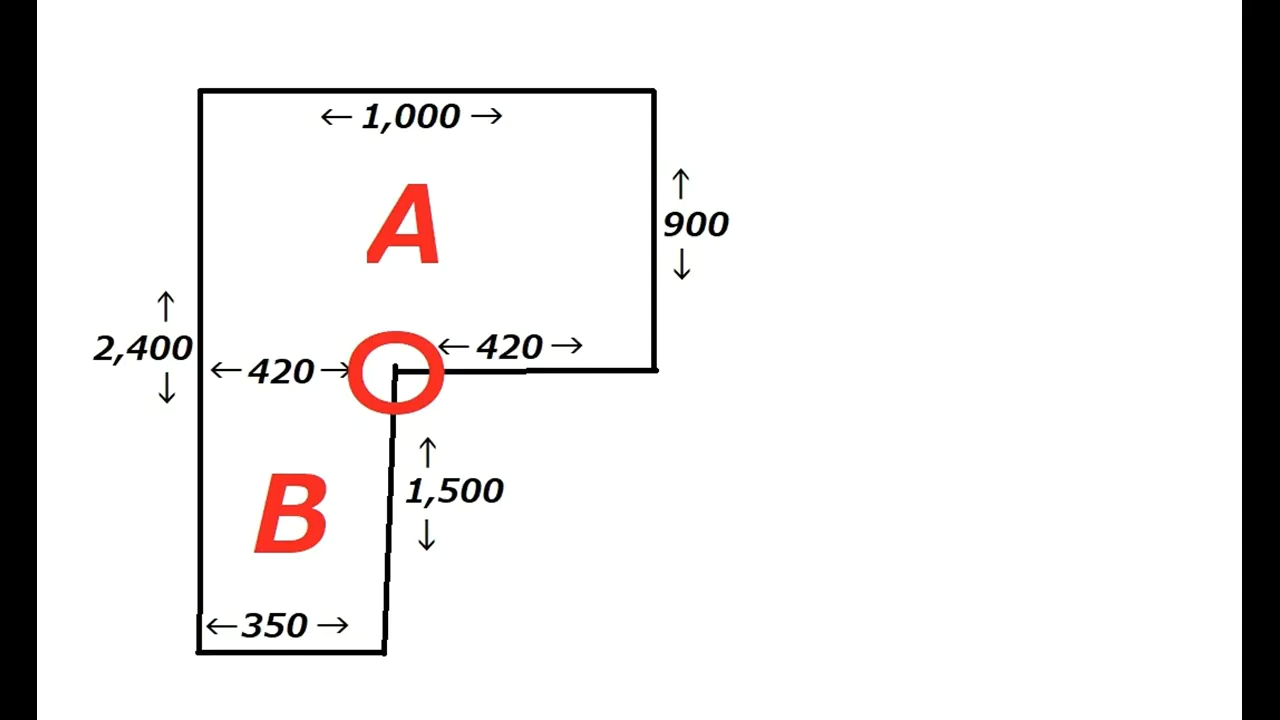 ← 1,000 →
A
↑
900
↓
↑
2,400
↓
← 420 →
← 420 →
↑
1,500
↓
B
← 350 →